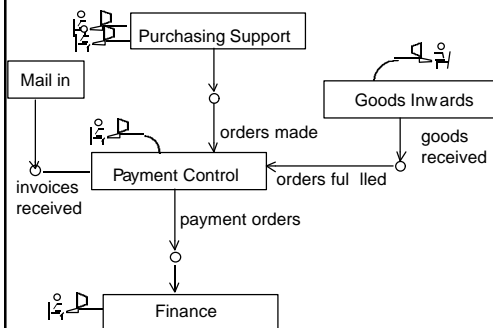 Purchasing Support
Mail in
Goods Inwards
orders made
goods
received
Payment Control
orders ful lled
invoices
received
payment orders
Finance